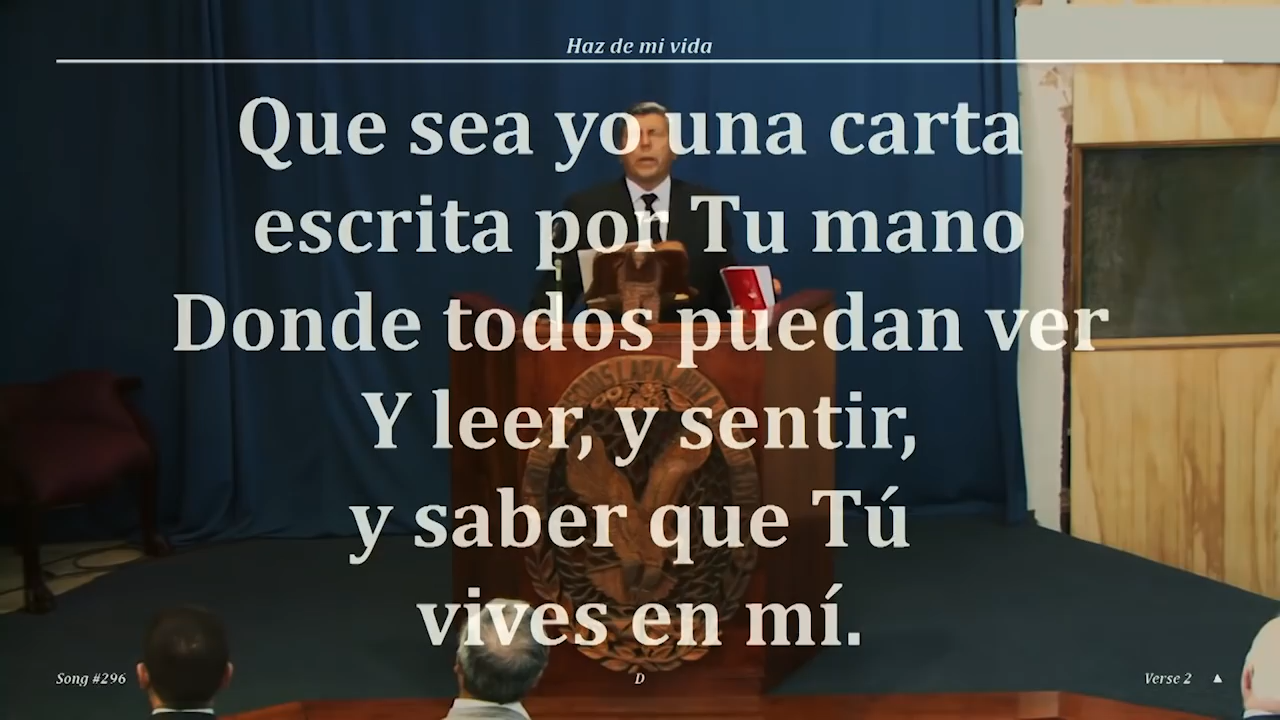 Haz de mi vida
Que sea yo una carta
escrita por Tu mano
Donde todos puedan ver
Y leer, y sentir,
y saber que Tú
vives en mí.
Song #296
D
Verse 2 ▲